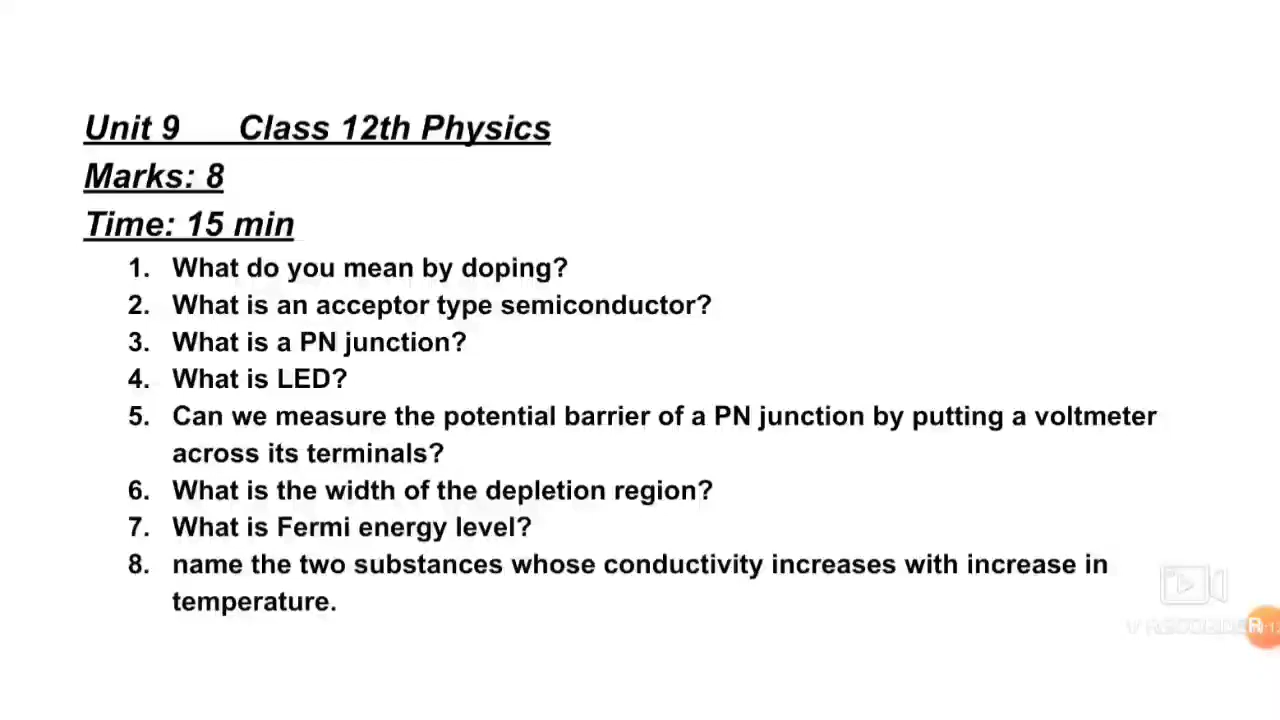 Unit 9 Class 12th Physics
Marks: 8
Time: 15 min
1. What do you mean by doping?
2. What is an acceptor type semiconductor?
3. What is a PN junction?
4. What is LED?
5. Can we measure the potential barrier of a PN junction by putting a voltmeter
across its terminals?
6. What is the width of the depletion region?
7. What is Fermi energy level?
8. name the two substances whose conductivity increases with increase in
temperature.